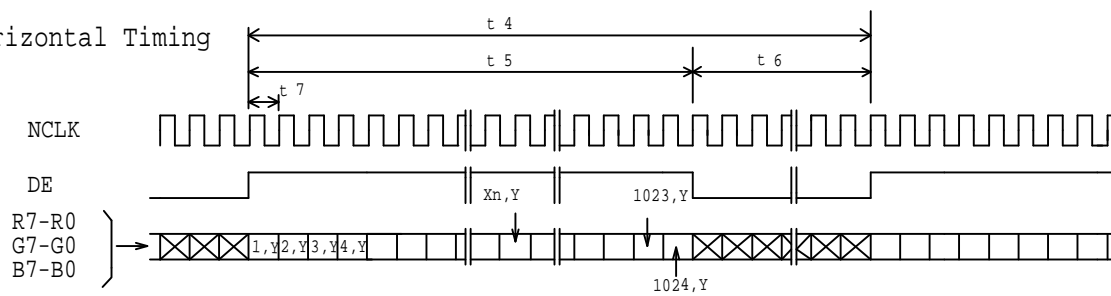 rizontal Timing
t 4
t 5
t 6
t 7
NCLK
DE
Xn,Y
1023,Y
R7-R0
G7-G0
B7-B0
1,Y 2,Y 3,Y 4,Y
1024,Y